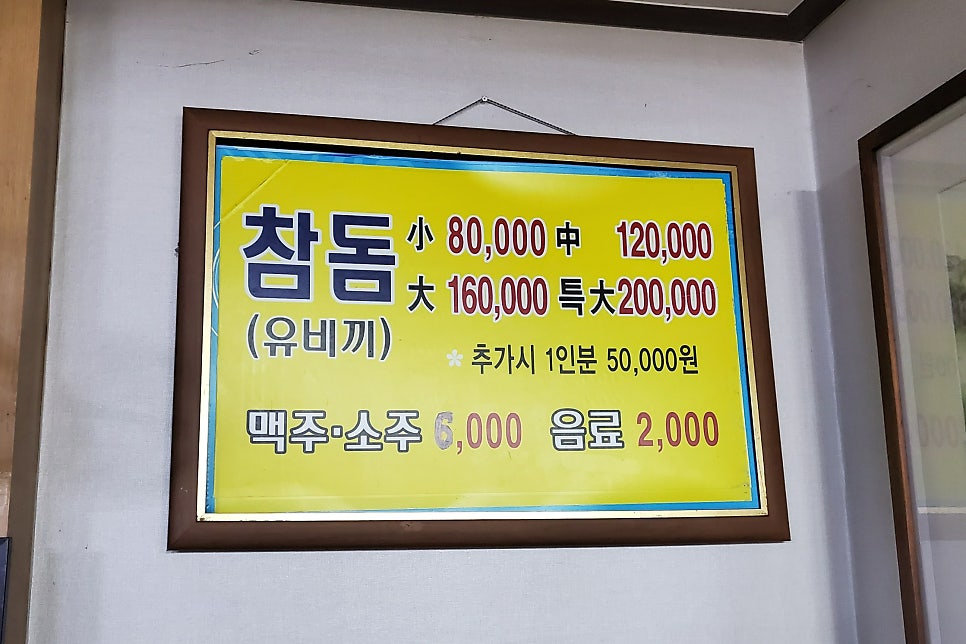 참돔 小 80,000 中 120,000
大 160,000 특大 200,000
(유비끼)
* 추가시 1인분 50,000원
맥주·소주 6,000 음료 2,000